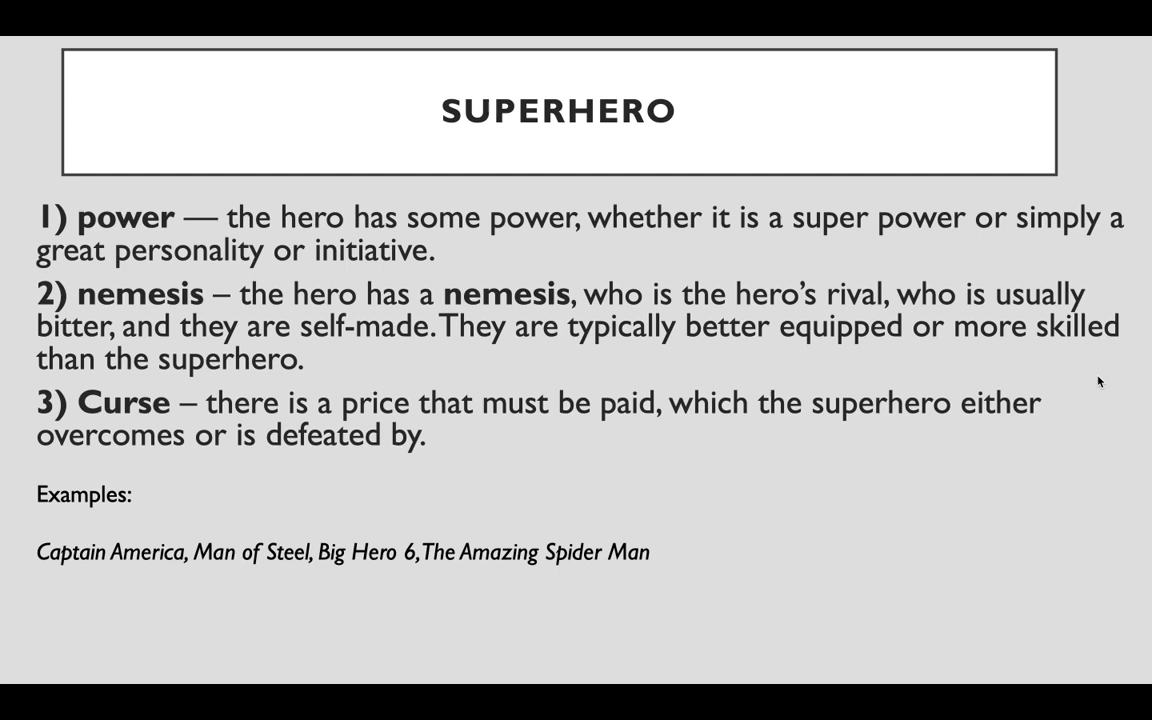 SUPERHERO
1) power — the hero has some power, whether it is a super power or simply a
great personality or initiative.
2) nemesis – the hero has a nemesis, who is the hero’s rival, who is usually
bitter, and they are self-made. They are typically better equipped or more skilled
than the superhero.
3) Curse – there is a price that must be paid, which the superhero either
overcomes or is defeated by.
Examples:
Captain America, Man of Steel, Big Hero 6, The Amazing Spider Man